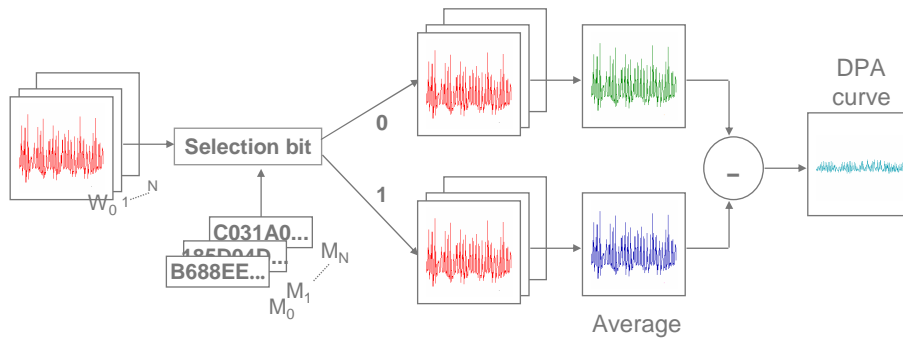 DPA
curve
0
Selection bit
-
1
W0 1 N
C031A0...
185D04D...
B688EE...
MN
M1
M0
Average